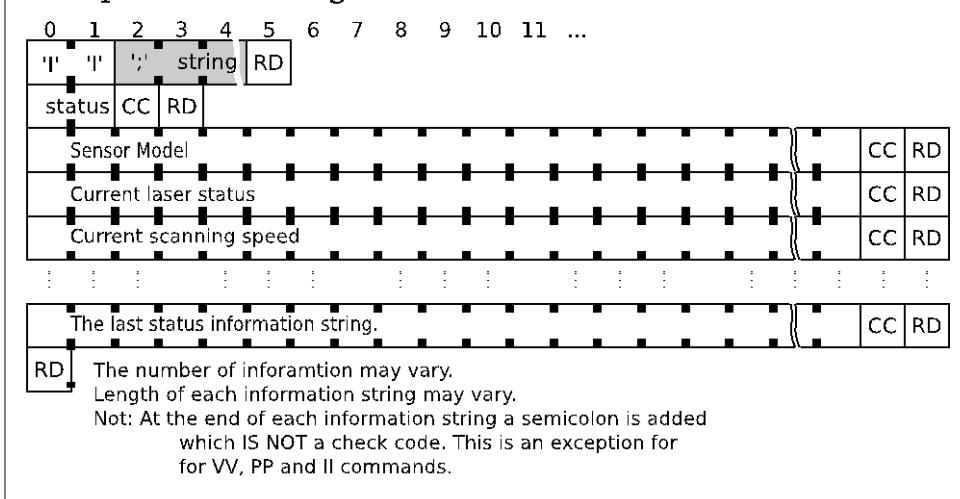 0 1 2 3 4 5 6 7 8 9 10 11 ...
'I' 'I' ';' string RD
status CC RD
Sensor Model CC RD
Current laser status CC RD
Current scanning speed CC RD
The last status information string. CC RD
RD The number of inforamtion may vary.
Length of each information string may vary.
Not: At the end of each information string a semicolon is added
which IS NOT a check code. This is an exception for
for VV, PP and II commands.